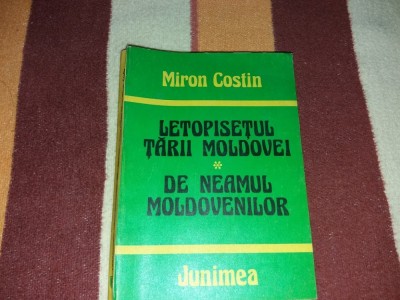 Miron Costin
LETOPISEȚUL
ȚĂRII MOLDOVEI
*
DE NEAMUL
MOLDOVENILOR
Junimea